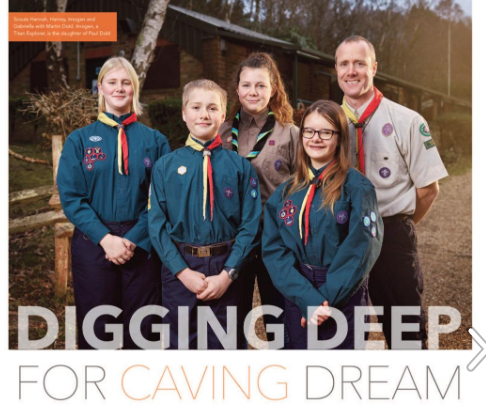 Scouts Hannah, Harvey, Imogen and
Gabriella with Martin Dodd. Imogen, a
Titan Explorer, is the daughter of Paul Dodd
DIGGING DEEP
FOR CAVING DREAM